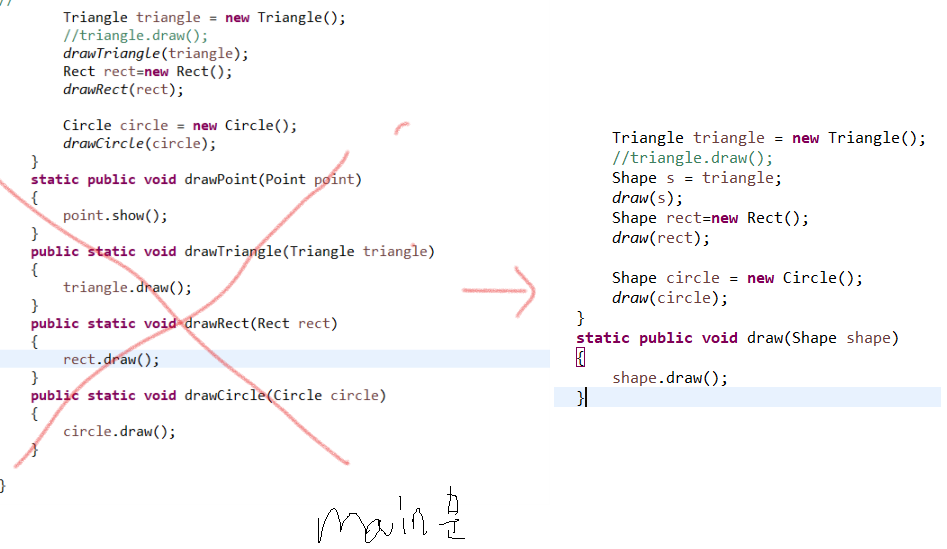 //
Triangle triangle = new Triangle();
//triangle.draw();
drawTriangle(triangle);
Rect rect=new Rect();
drawRect(rect);
Circle circle = new Circle();
drawCircle(circle);
}
static public void drawPoint(Point point)
{
point.show();
}
public static void drawTriangle(Triangle triangle)
{
triangle.draw();
}
public static void drawRect(Rect rect)
{
rect.draw();
}
public static void drawCircle(Circle circle)
{
circle.draw();
}
}
Triangle triangle = new Triangle();
//triangle.draw();
Shape s = triangle;
draw(s);
Shape rect=new Rect();
draw(rect);
Shape circle = new Circle();
draw(circle);
}
static public void draw(Shape shape)
{
shape.draw();
}
main문